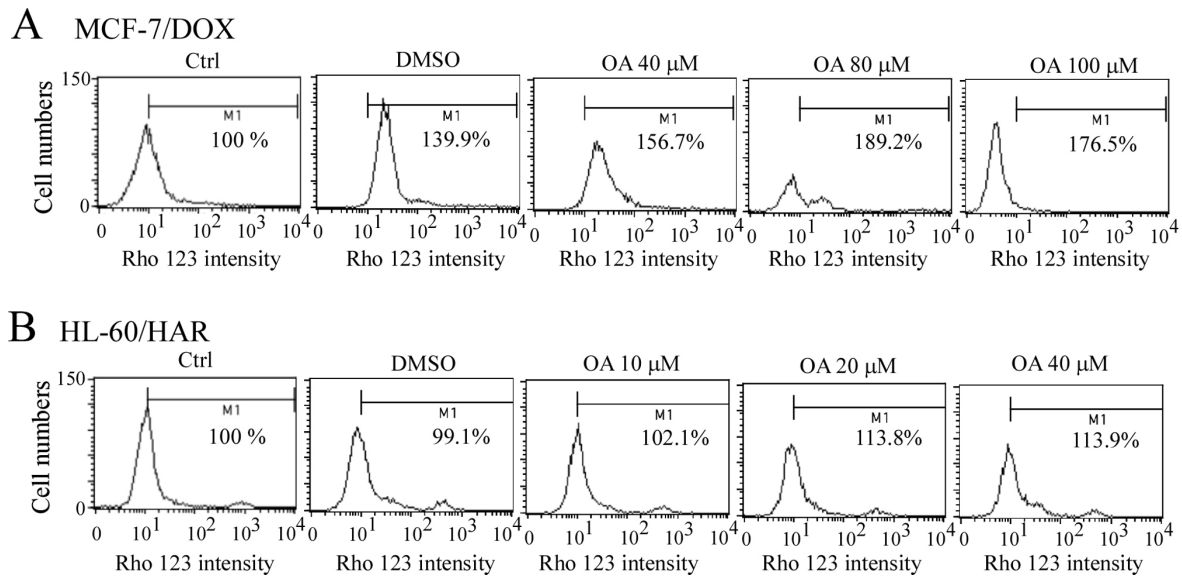 A MCF-7/DOX
Ctrl DMSO OA 40 μM OA 80 μM OA 100 μM
150
M1 M1 M1 M1 M1
100 % 139.9% 156.7% 189.2% 176.5%
Cell numbers
0
0 10¹ 10² 10³ 10⁴ 0 10¹ 10² 10³ 10⁴ 0 10¹ 10² 10³ 10⁴ 0 10¹ 10² 10³ 10⁴ 0 10¹ 10² 10³ 10⁴
Rho 123 intensity Rho 123 intensity Rho 123 intensity Rho 123 intensity Rho 123 intensity
B HL-60/HAR
Ctrl DMSO OA 10 μM OA 20 μM OA 40 μM
150
M1 M1 M1 M1 M1
100 % 99.1% 102.1% 113.8% 113.9%
Cell numbers
0
0 10¹ 10² 10³ 10⁴ 0 10¹ 10² 10³ 10⁴ 0 10¹ 10² 10³ 10⁴ 0 10¹ 10² 10³ 10⁴ 0 10¹ 10² 10³ 10⁴
Rho 123 intensity Rho 123 intensity Rho 123 intensity Rho 123 intensity Rho 123 intensity